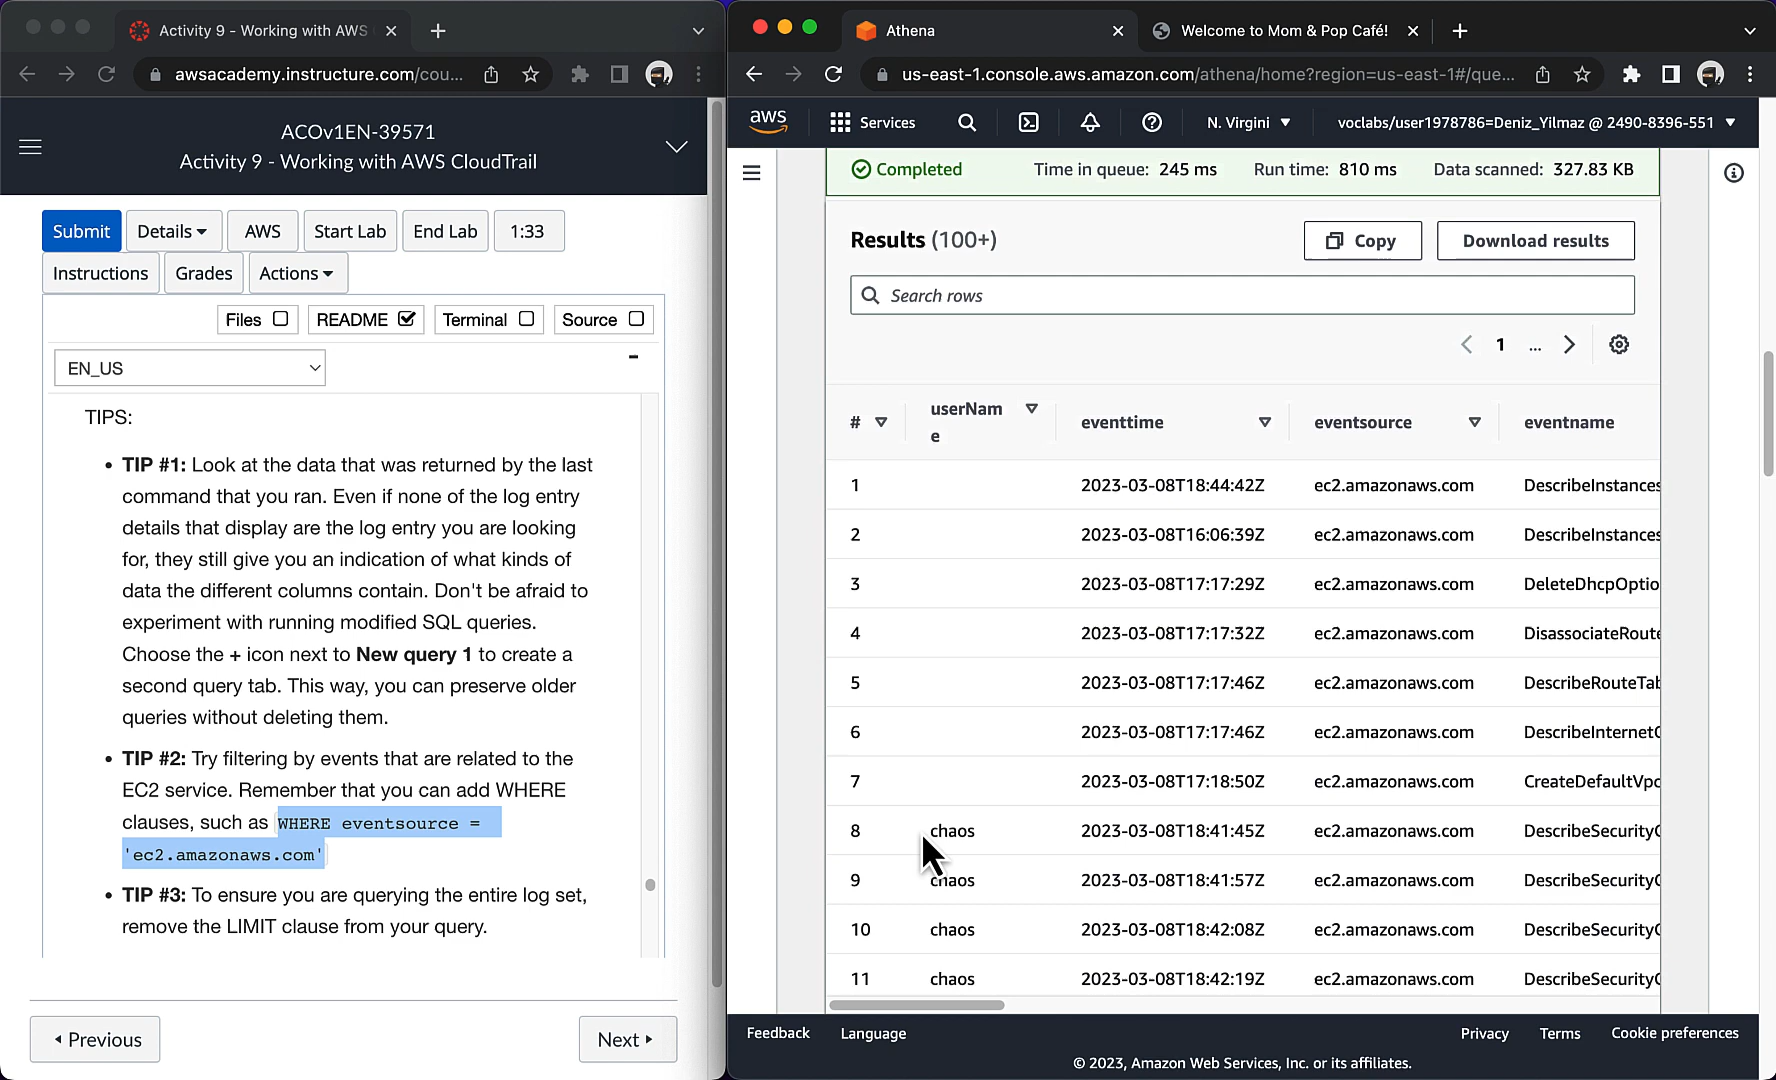 Activity 9 - Working with AWS
awsacademy.instructure.com/cou...
ACOv1EN-39571
Activity 9 - Working with AWS CloudTrail
Submit
Details
AWS
Start Lab
End Lab
1:33
Instructions
Grades
Actions
Files
README
Terminal
Source
EN_US
TIPS:
• TIP #1: Look at the data that was returned by the last
command that you ran. Even if none of the log entry
details that display are the log entry you are looking
for, they still give you an indication of what kinds of
data the different columns contain. Don't be afraid to
experiment with running modified SQL queries.
Choose the + icon next to New query 1 to create a
second query tab. This way, you can preserve older
queries without deleting them.
• TIP #2: Try filtering by events that are related to the
EC2 service. Remember that you can add WHERE
clauses, such as WHERE eventsource =
'ec2.amazonaws.com'
• TIP #3: To ensure you are querying the entire log set,
remove the LIMIT clause from your query.
Previous
Next
Athena
Welcome to Mom & Pop Café!
us-east-1.console.aws.amazon.com/athena/home?region=us-east-1#/que...
aws
Services
N. Virgini
voclabs/user1978786=Deniz_Yilmaz @ 2490-8396-551
Completed
Time in queue: 245 ms
Run time: 810 ms
Data scanned: 327.83 KB
Results (100+)
Copy
Download results
Search rows
1
...
# userName eventtime eventsource eventname
1 2023-03-08T18:44:42Z ec2.amazonaws.com DescribeInstances
2 2023-03-08T16:06:39Z ec2.amazonaws.com DescribeInstances
3 2023-03-08T17:17:29Z ec2.amazonaws.com DeleteDhcpOptio
4 2023-03-08T17:17:32Z ec2.amazonaws.com DisassociateRoute
5 2023-03-08T17:17:46Z ec2.amazonaws.com DescribeRouteTab
6 2023-03-08T17:17:46Z ec2.amazonaws.com DescribeInternetG
7 2023-03-08T17:18:50Z ec2.amazonaws.com CreateDefaultVpc
8 chaos 2023-03-08T18:41:45Z ec2.amazonaws.com DescribeSecurityG
9 chaos 2023-03-08T18:41:57Z ec2.amazonaws.com DescribeSecurityG
10 chaos 2023-03-08T18:42:08Z ec2.amazonaws.com DescribeSecurityG
11 chaos 2023-03-08T18:42:19Z ec2.amazonaws.com DescribeSecurityG
Feedback
Language
Privacy
Terms
Cookie preferences
© 2023, Amazon Web Services, Inc. or its affiliates.